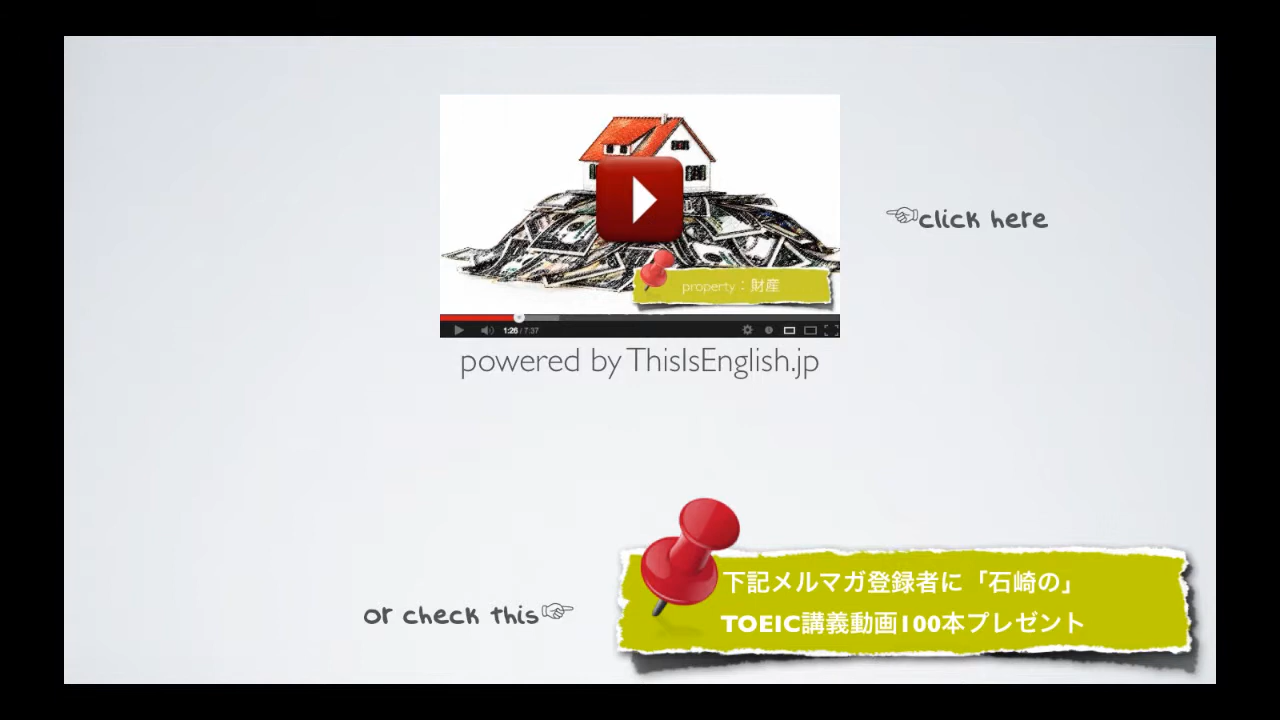 property：財産
1:26 / 7:37
☜click here
powered by ThisIsEnglish.jp
下記メルマガ登録者に「石崎の」
or check this☞
TOEIC講義動画100本プレゼント